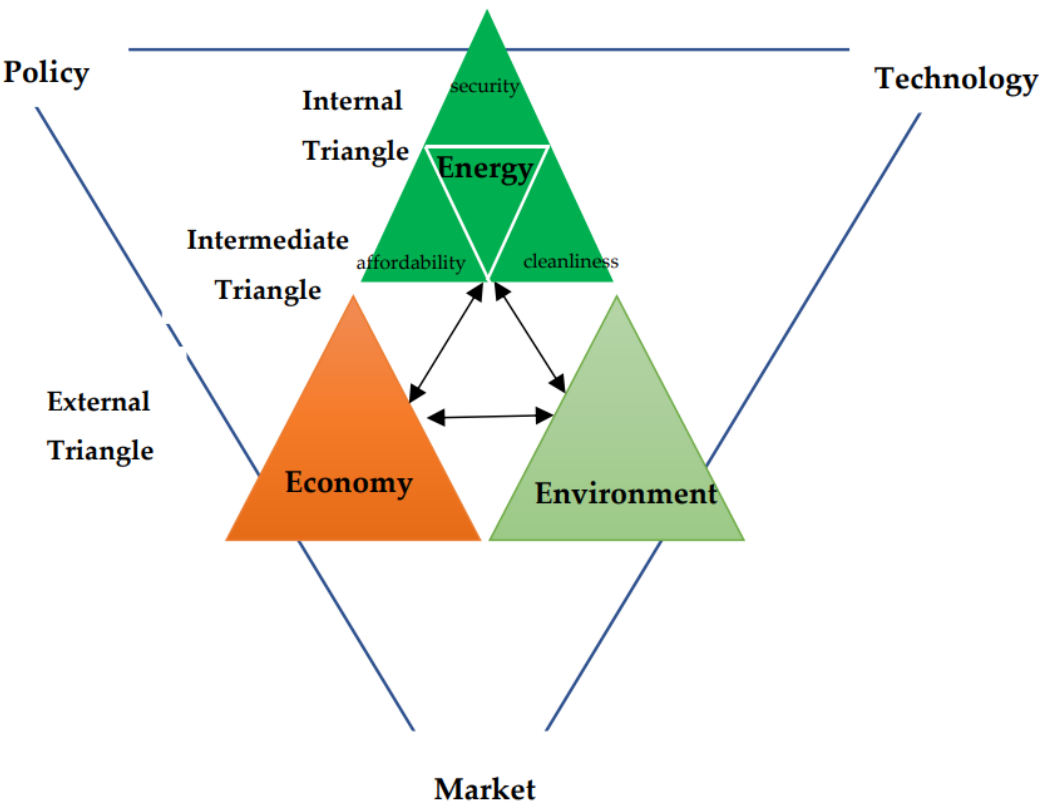 Policy
Technology
security
Internal
Triangle
Energy
Intermediate
Triangle
affordability
cleanliness
External
Triangle
Economy
Environment
Market